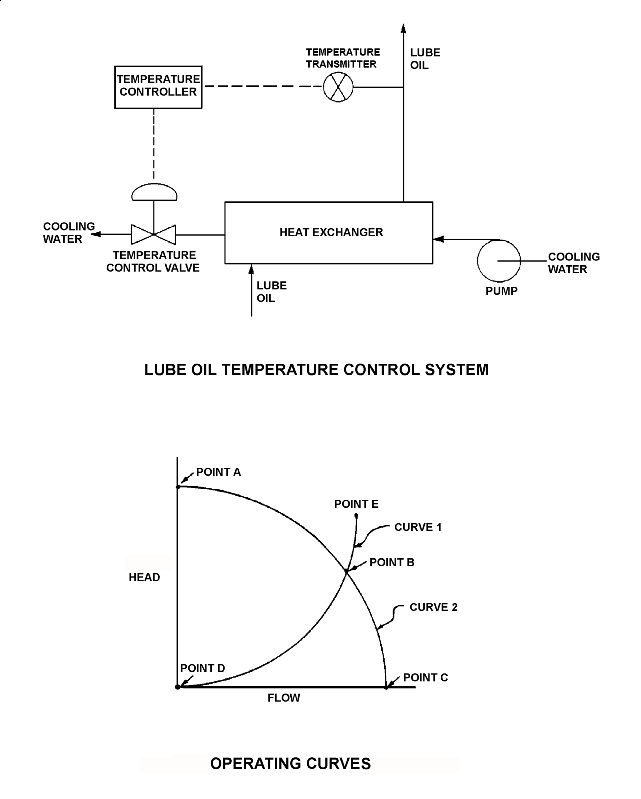 TEMPERATURE
TRANSMITTER
LUBE
OIL
TEMPERATURE
CONTROLLER
COOLING
WATER
TEMPERATURE
CONTROL VALVE
HEAT EXCHANGER
LUBE
OIL
PUMP
COOLING
WATER
LUBE OIL TEMPERATURE CONTROL SYSTEM
POINT A
POINT E
CURVE 1
POINT B
HEAD
CURVE 2
POINT D
POINT C
FLOW
OPERATING CURVES